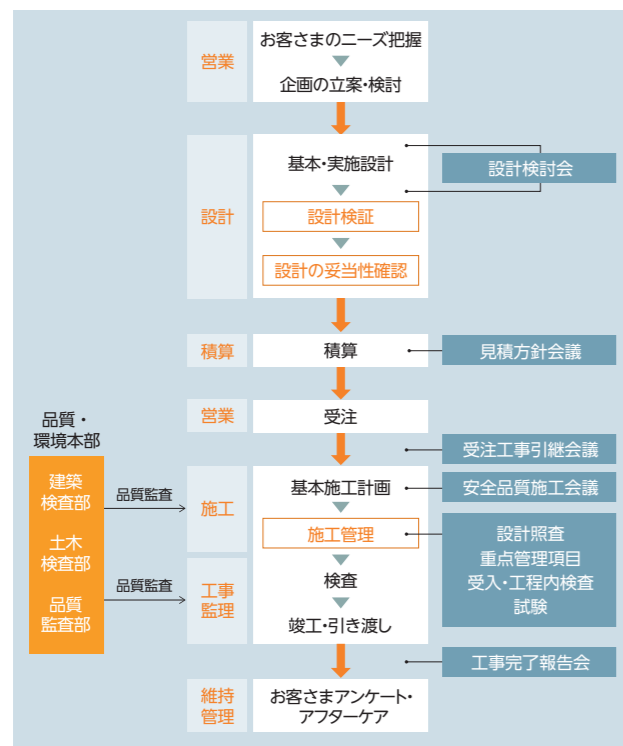 営業
お客さまのニーズ把握
企画の立案・検討
設計
基本・実施設計
設計検討会
設計検証
設計の妥当性確認
積算
積算
見積方針会議
営業
受注
受注工事引継会議
品質・
環境本部
建築
検査部
土木
検査部
品質
監査部
品質監査
品質監査
施工
基本施工計画
安全品質施工会議
施工管理
設計照査
重点管理項目
受入・工程内検査
試験
工事
監理
検査
竣工・引き渡し
工事完了報告会
維持
管理
お客さまアンケート・
アフターケア